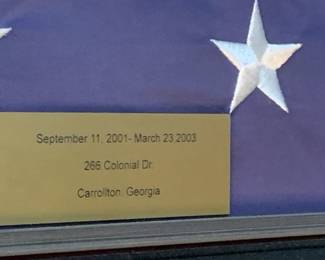 September 11, 2001- March 23,2003
266 Colonial Dr.
Carrollton, Georgia